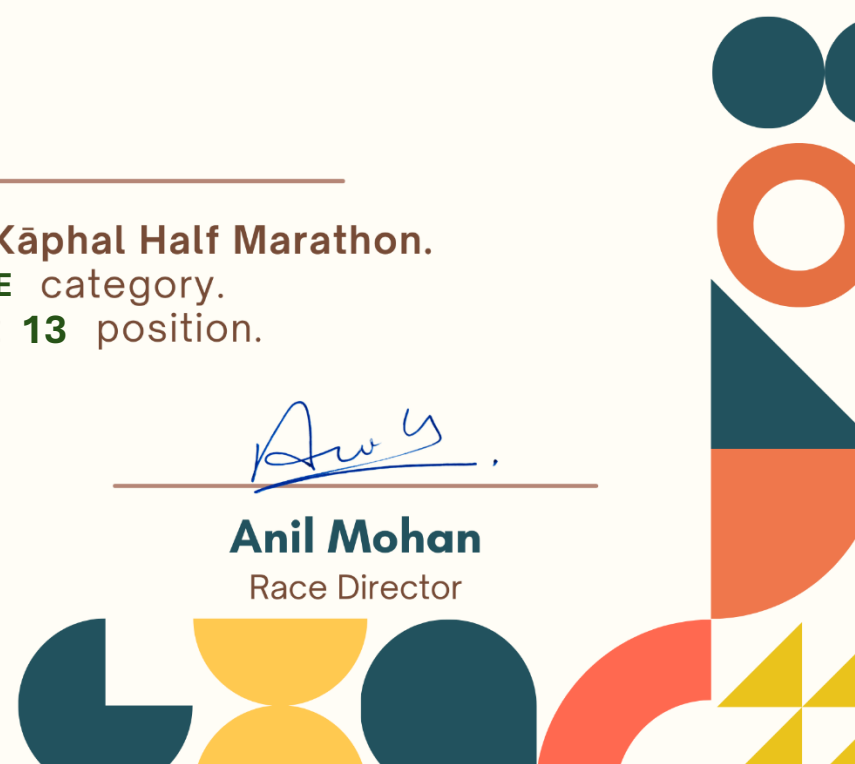 Kāphal Half Marathon.
E category.
13 position.
Anil Mohan
Race Director